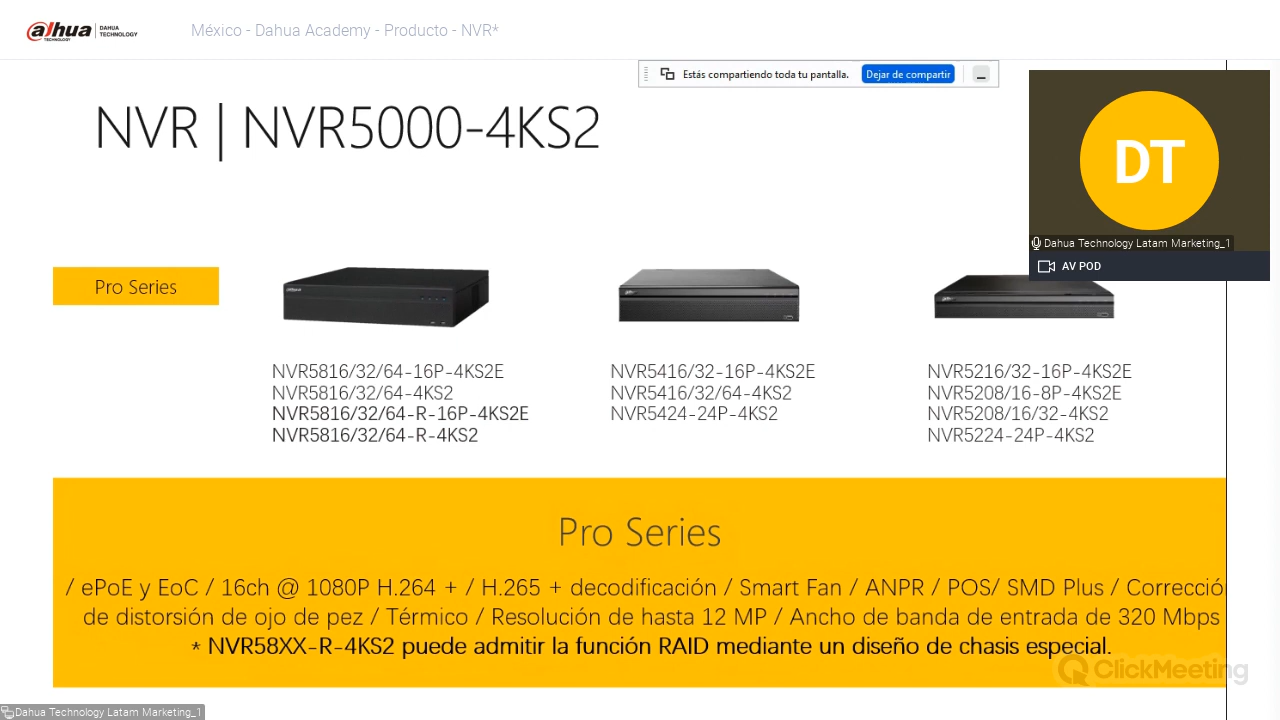 alhua
TECHNOLOGY
DAHUA
TECHNOLOGY
México - Dahua Academy - Producto - NVR*
Estás compartiendo toda tu pantalla.
Dejar de compartir
NVR | NVR5000-4KS2
DT
Dahua Technology Latam Marketing_1
AV POD
Pro Series
NVR5816/32/64-16P-4KS2E
NVR5816/32/64-4KS2
NVR5816/32/64-R-16P-4KS2E
NVR5816/32/64-R-4KS2
NVR5416/32-16P-4KS2E
NVR5416/32/64-4KS2
NVR5424-24P-4KS2
NVR5216/32-16P-4KS2E
NVR5208/16-8P-4KS2E
NVR5208/16/32-4KS2
NVR5224-24P-4KS2
Pro Series
/ ePoE y EoC / 16ch @ 1080P H.264 + / H.265 + decodificación / Smart Fan / ANPR / POS/ SMD Plus / Correcció
de distorsión de ojo de pez / Térmico / Resolución de hasta 12 MP / Ancho de banda de entrada de 320 Mbps
* NVR58XX-R-4KS2 puede admitir la función RAID mediante un diseño de chasis especial.
ClickMeeting
Dahua Technology Latam Marketing_1